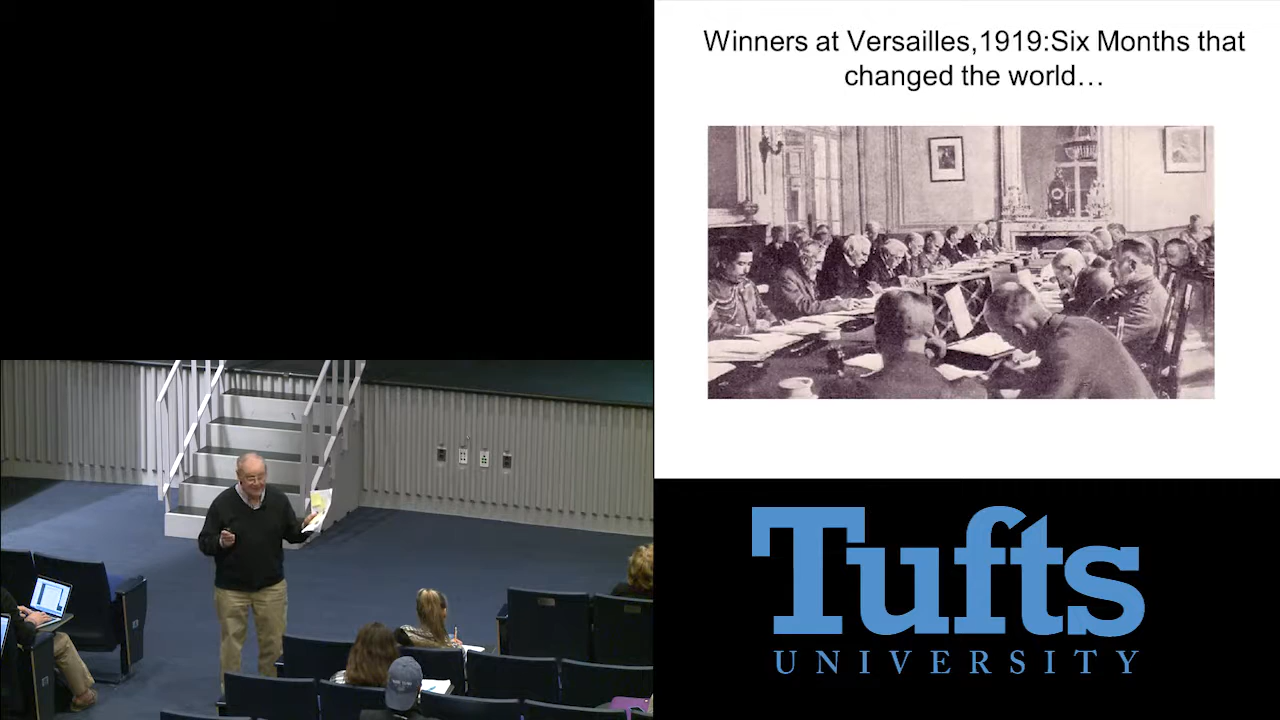 Winners at Versailles,1919:Six Months that
changed the world…
Tufts
UNIVERSITY